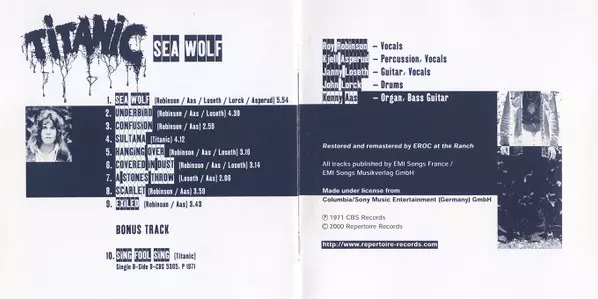 TITANIC SEA WOLF
1. SEA WOLF [Robinson / Aas / Loseth / Lorck / Asperud] 5.54
2. UNDERBIRD [Robinson / Aas] 4.30
3. CONFUSION [Robinson / Aas] 2.59
4. SULTANA [Titanic] 4.12
5. HANGING OVER [Robinson / Aas / Loseth] 3.16
6. COVERED IN DUST [Robinson / Aas / Loseth] 3.14
7. A STONES THROW [Loseth / Aas] 2.00
8. SCARLET [Robinson / Aas] 3.59
9. EXILED [Robinson / Aas] 3.43
BONUS TRACK
10. SING FOOL SING [Titanic]
Single B-Side B-CBS 5365, P 1971
Roy Robinson – Vocals
Kjell Asperud – Percussion, Vocals
Janny Loseth – Guitar, Vocals
John Lorck – Drums
Kenny Aas – Organ, Bass Guitar
Restored and remastered by EROC at the Ranch
All tracks published by EMI Songs France /
EMI Songs Musikverlag GmbH
Made under license from
Columbia/Sony Music Entertainment (Germany) GmbH
℗ 1971 CBS Records
© 2000 Repertoire Records
http://www.repertoire-records.com